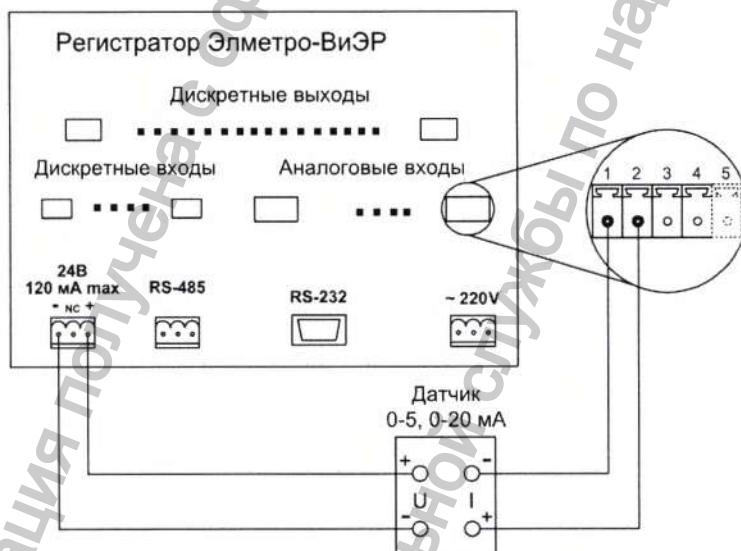 Регистратор Элметро-ВиЭР
Дискретные выходы
Дискретные входы
Аналоговые входы
1 2 3 4 5
24В
120 мА max
- NC +
RS-485
RS-232
~ 220V
Датчик
0-5, 0-20 мА
+ -
U I
- +